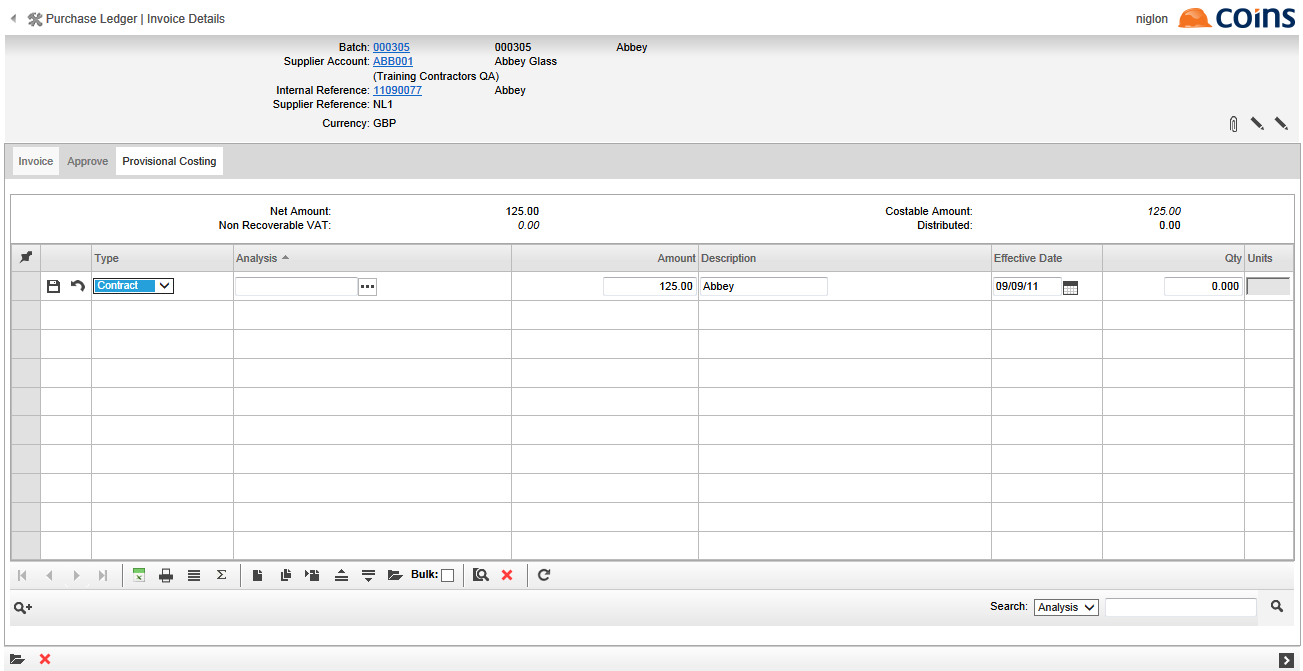 Purchase Ledger | Invoice Details niglon coins
Batch: 000305 000305 Abbey
Supplier Account: ABB001 Abbey Glass
(Training Contractors QA)
Internal Reference: 11090077 Abbey
Supplier Reference: NL1
Currency: GBP
Invoice Approve Provisional Costing
Net Amount: 125.00 Costable Amount: 125.00
Non Recoverable VAT: 0.00 Distributed: 0.00
Type Analysis Amount Description Effective Date Qty Units
Contract 125.00 Abbey 09/09/11 0.000
Bulk:
Search: Analysis